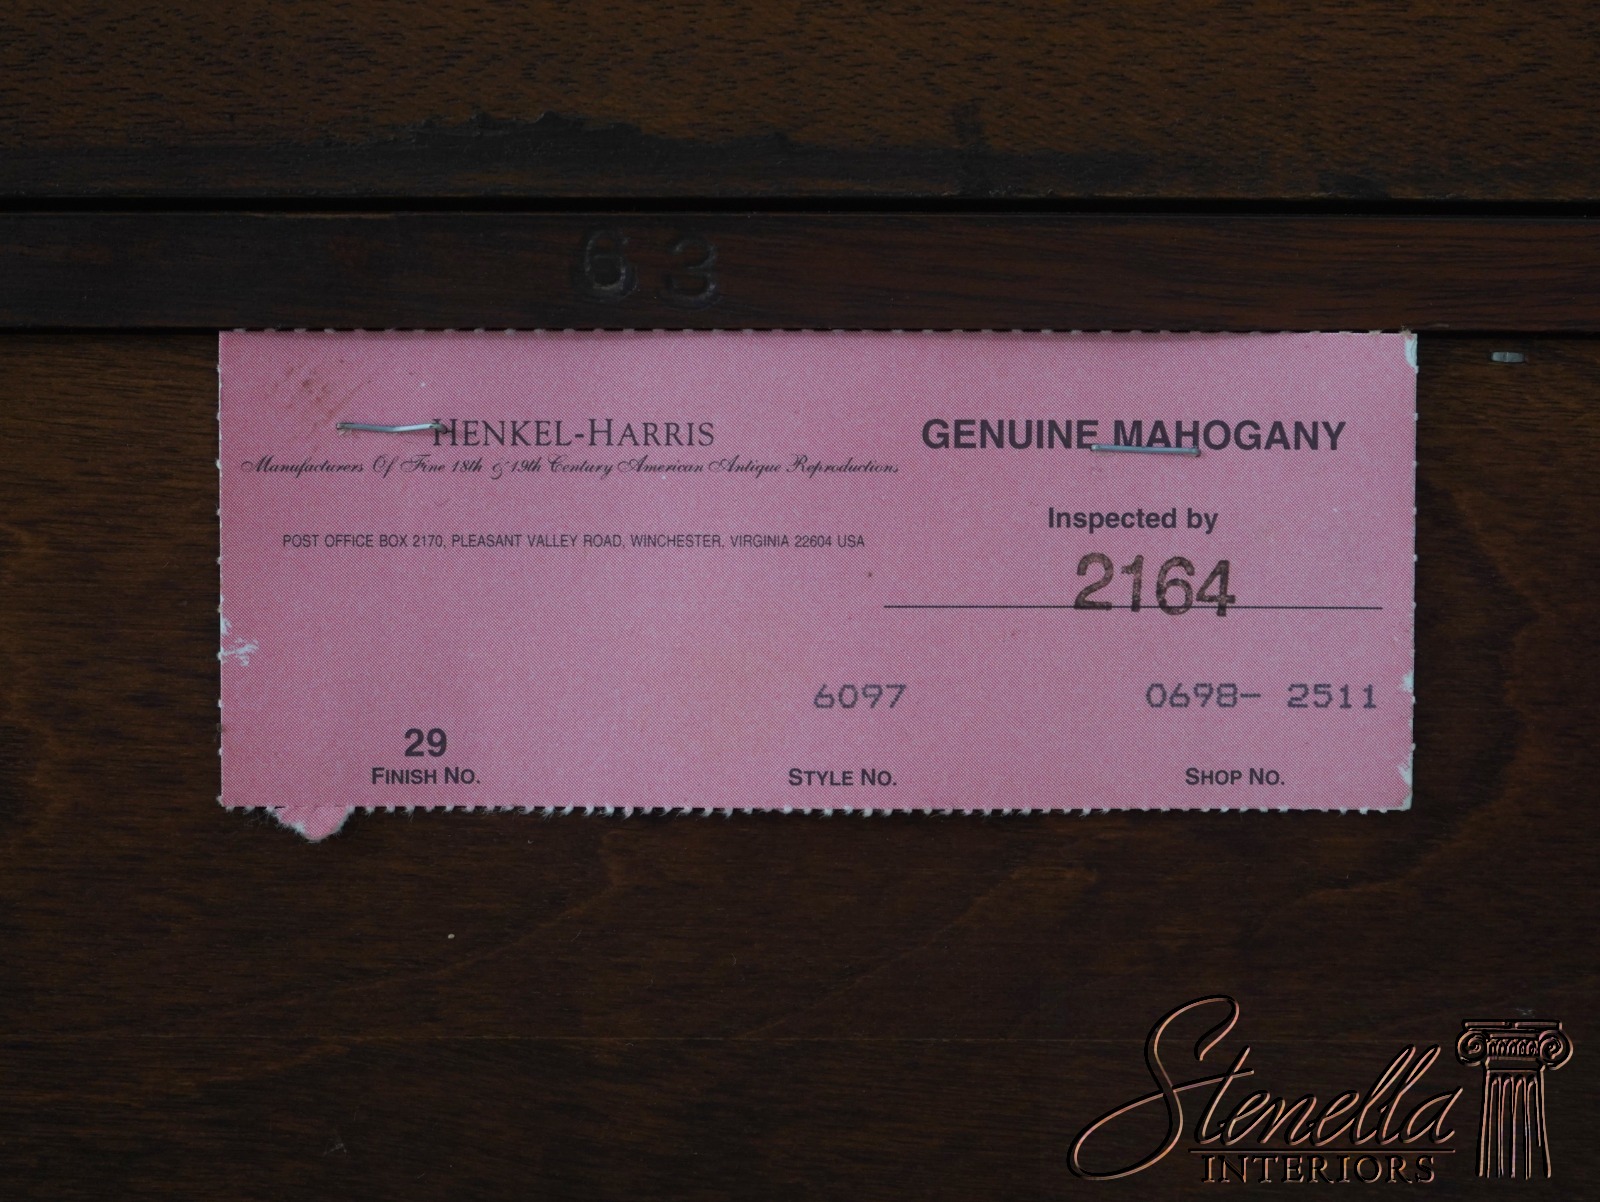 63
HENKEL-HARRIS
Manufacturers Of Fine 18th & 19th Century American Antique Reproductions
POST OFFICE BOX 2170, PLEASANT VALLEY ROAD, WINCHESTER, VIRGINIA 22604 USA
GENUINE MAHOGANY
Inspected by
2164
6097
0698- 2511
29
FINISH NO.
STYLE NO.
SHOP NO.
Stenella
INTERIORS